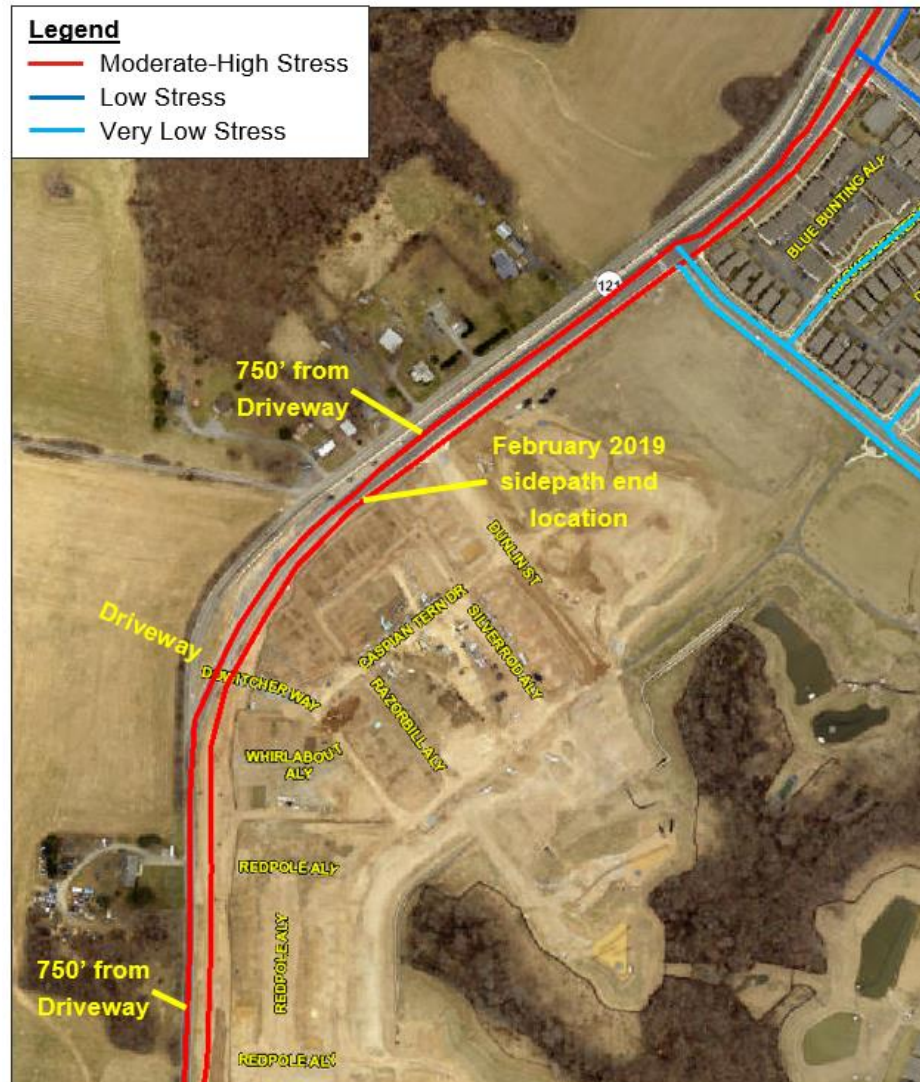 Legend
Moderate-High Stress
Low Stress
Very Low Stress
BLUE BUNTING ALY
121
750' from
Driveway
February 2019
sidepath end
location
DUNLIN ST
Driveway
CASPIAN TERN DR
SILVERROD ALY
WAY
RAZORBILL ALY
WHIRLABOUT
ALY
REDPOLE ALY
REDPOLE ALY
750' from
Driveway
REDPOLE ALY